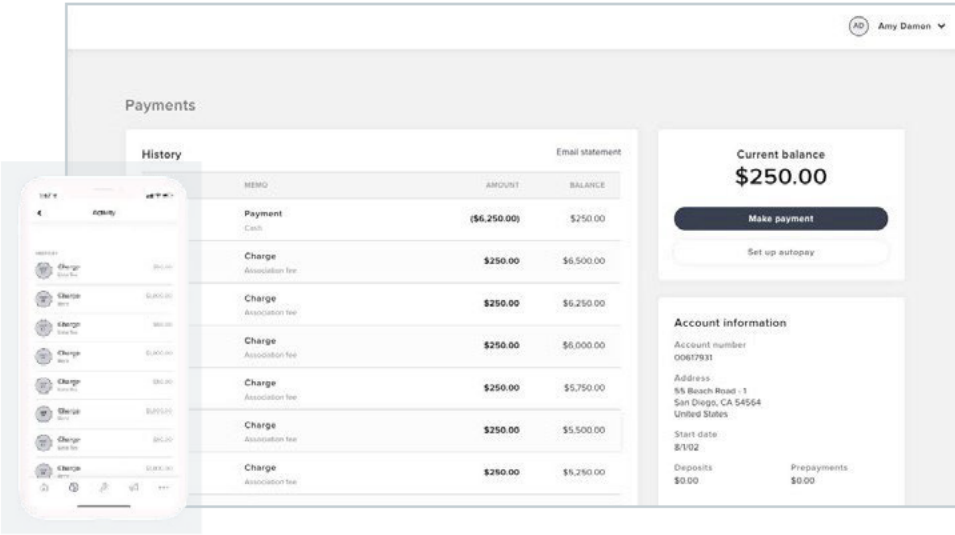 AD Amy Damon
Payments
History Email statement
MEMO AMOUNT BALANCE
Payment ($6,250.00) $250.00
Cash
Charge $250.00 $6,500.00
Association fee
Charge $250.00 $6,250.00
Association fee
Charge $250.00 $6,000.00
Association fee
Charge $250.00 $5,750.00
Association fee
Charge $250.00 $5,500.00
Association fee
Charge $250.00 $5,250.00
Association fee
Current balance
$250.00
Make payment
Set up autopay
Account information
Account number
00617931
Address
55 Beach Road - 1
San Diego, CA 54564
United States
Start date
8/1/02
Deposits Prepayments
$0.00 $0.00
Activity
HISTORY
Charge
Charge
Charge
Charge
Charge
Charge
Charge
Charge